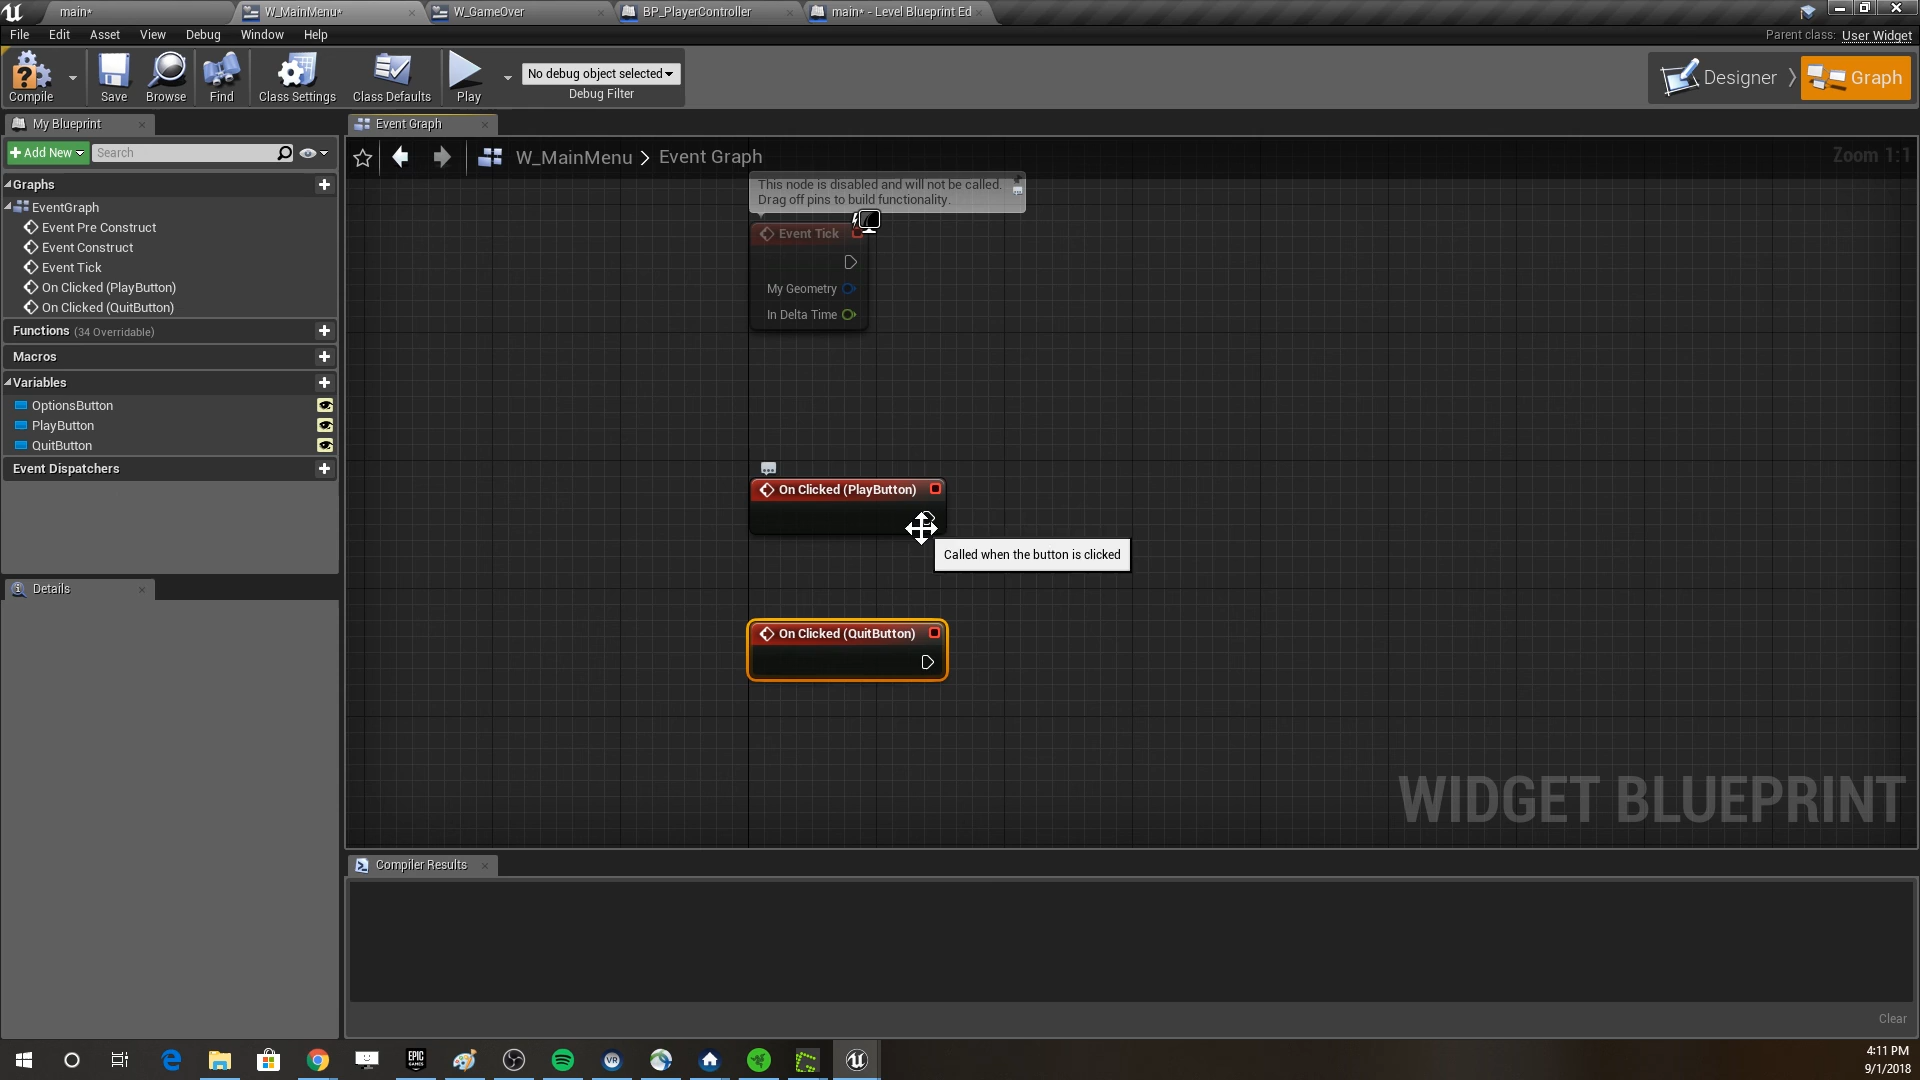 main*
W_MainMenu*
W_GameOver
BP_PlayerController
main* - Level Blueprint Ed
File
Edit
Asset
View
Debug
Window
Help
Parent class: User Widget
Compile
Save
Browse
Find
Class Settings
Class Defaults
Play
No debug object selected
Debug Filter
Designer
Graph
My Blueprint
Event Graph
Add New
Search
W_MainMenu > Event Graph
Zoom 1:1
Graphs
EventGraph
Event Pre Construct
Event Construct
Event Tick
On Clicked (PlayButton)
On Clicked (QuitButton)
Functions (34 Overridable)
Macros
Variables
OptionsButton
PlayButton
QuitButton
Event Dispatchers
Details
This node is disabled and will not be called.
Drag off pins to build functionality.
Event Tick
My Geometry
In Delta Time
On Clicked (PlayButton)
Called when the button is clicked
On Clicked (QuitButton)
WIDGET BLUEPRINT
Compiler Results
Clear
EPIC
GAMES
VR
4:11 PM
9/1/2018